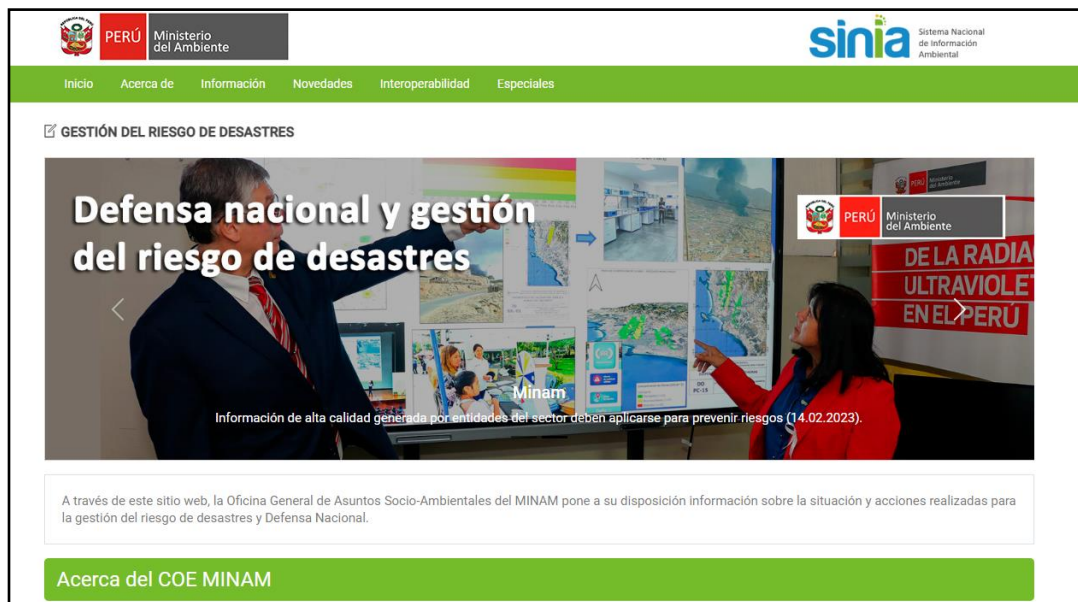 PERÚ
Ministerio
del Ambiente
sinia
Sistema Nacional
de Información
Ambiental
Inicio Acerca de Información Novedades Interoperabilidad Especiales
GESTIÓN DEL RIESGO DE DESASTRES
Defensa nacional y gestión
del riesgo de desastres
PERÚ
Ministerio
del Ambiente
PERÚ
Ministerio
del Ambiente
DE LA RADIA
ULTRAVIOLE
EN EL PERÚ
Minam
Información de alta calidad generada por entidades del sector deben aplicarse para prevenir riesgos (14.02.2023).
A través de este sitio web, la Oficina General de Asuntos Socio-Ambientales del MINAM pone a su disposición información sobre la situación y acciones realizadas para
la gestión del riesgo de desastres y Defensa Nacional.
Acerca del COE MINAM